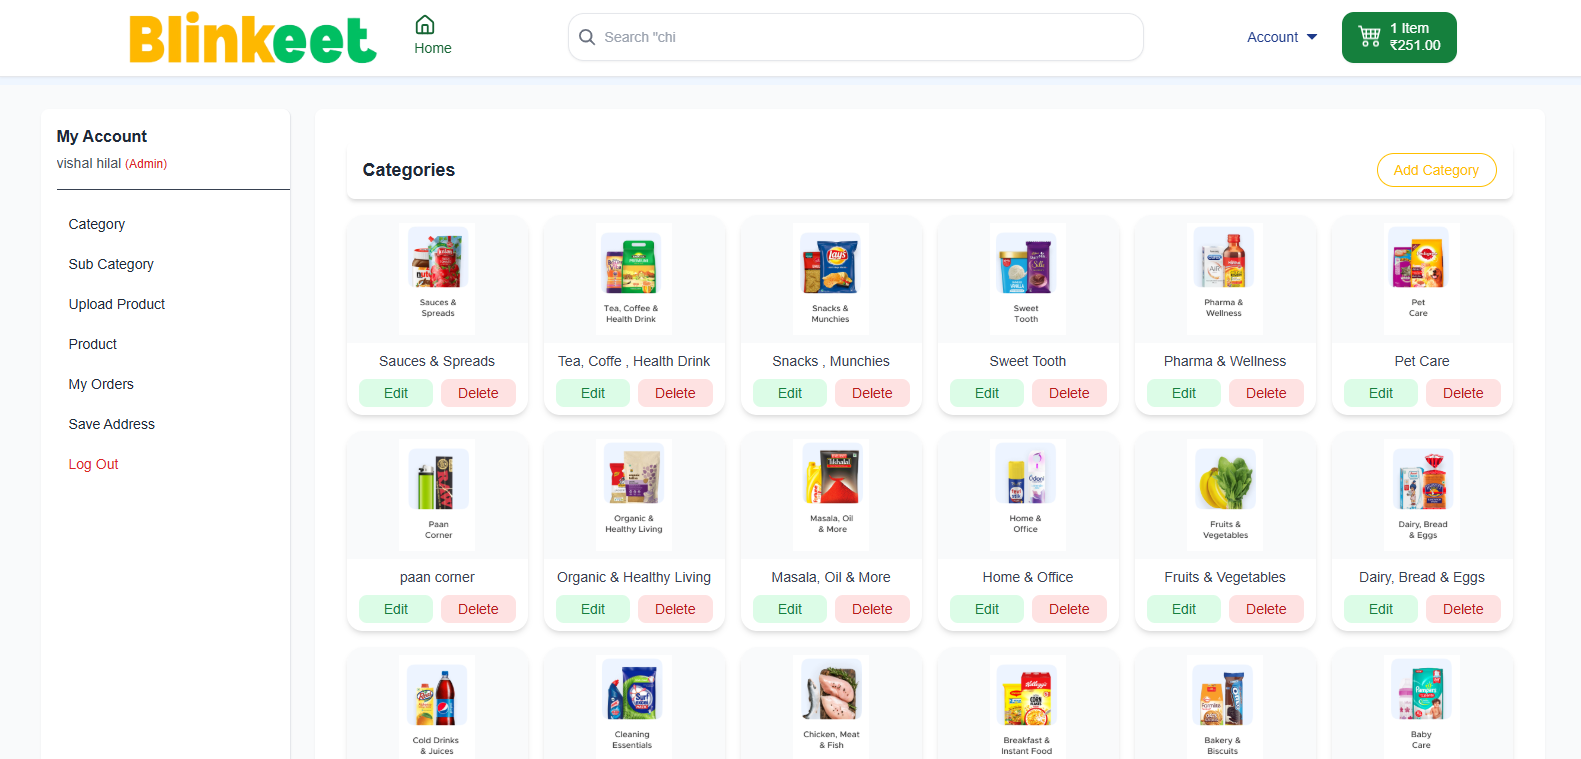 Blinkeet
Home
Search "chi
Account
1 Item
₹251.00
My Account
vishal hilal (Admin)
Category
Sub Category
Upload Product
Product
My Orders
Save Address
Log Out
Categories
Add Category
Sauces &
Spreads
Tea, Coffee &
Health Drink
Snacks &
Munchies
Sweet
Tooth
Pharma &
Wellness
Pet
Care
Sauces & Spreads
Tea, Coffe , Health Drink
Snacks , Munchies
Sweet Tooth
Pharma & Wellness
Pet Care
Edit Delete Edit Delete Edit Delete Edit Delete Edit Delete Edit Delete
Paan
Corner
Organic &
Healthy Living
Masala, Oil
& More
Home &
Office
Fruits &
Vegetables
Dairy, Bread
& Eggs
paan corner
Organic & Healthy Living
Masala, Oil & More
Home & Office
Fruits & Vegetables
Dairy, Bread & Eggs
Edit Delete Edit Delete Edit Delete Edit Delete Edit Delete Edit Delete
Cold Drinks
& Juices
Cleaning
Essentials
Chicken, Meat
& Fish
Breakfast &
Instant Food
Bakery &
Biscuits
Baby
Care